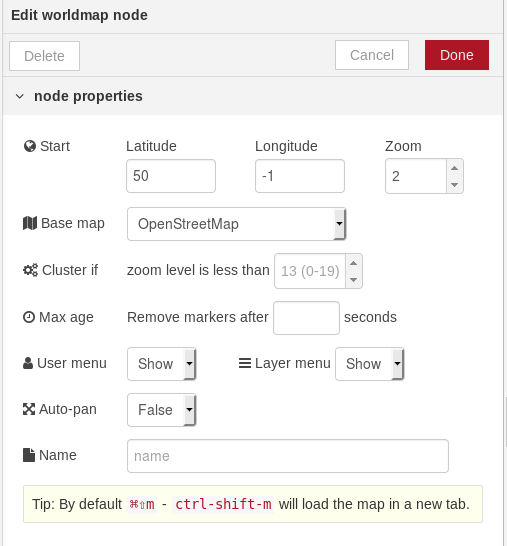 Edit worldmap node
Delete Cancel Done
node properties
Start Latitude Longitude Zoom
50 -1 2
Base map OpenStreetMap
Cluster if zoom level is less than 13 (0-19)
Max age Remove markers after seconds
User menu Show Layer menu Show
Auto-pan False
Name name
Tip: By default ⌘⇧m - ctrl-shift-m will load the map in a new tab.